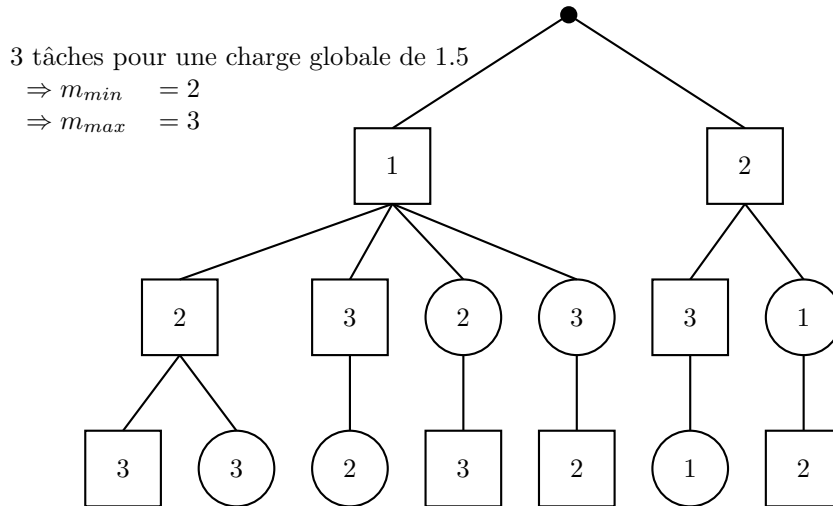 3 tâches pour une charge globale de 1.5
⇒ m_min = 2
⇒ m_max = 3
1 2
2 3 2 3 3 1
3 3 2 3 2 1 2